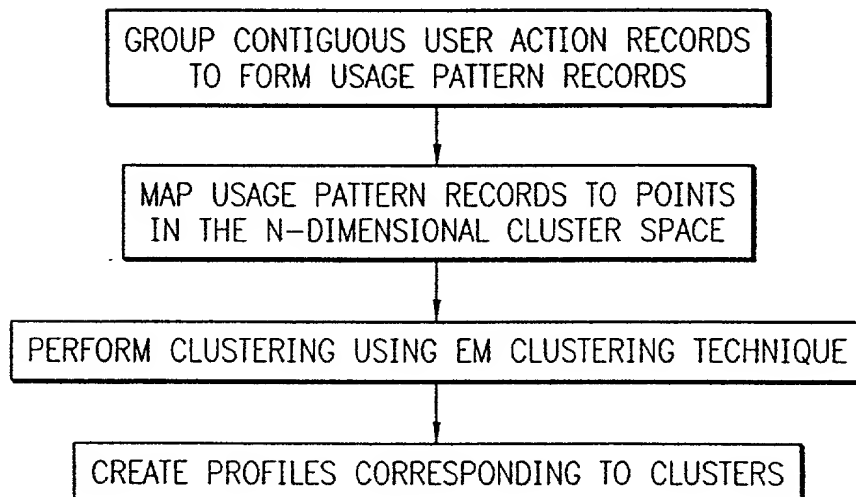 GROUP CONTIGUOUS USER ACTION RECORDS
TO FORM USAGE PATTERN RECORDS
MAP USAGE PATTERN RECORDS TO POINTS
IN THE N-DIMENSIONAL CLUSTER SPACE
PERFORM CLUSTERING USING EM CLUSTERING TECHNIQUE
CREATE PROFILES CORRESPONDING TO CLUSTERS